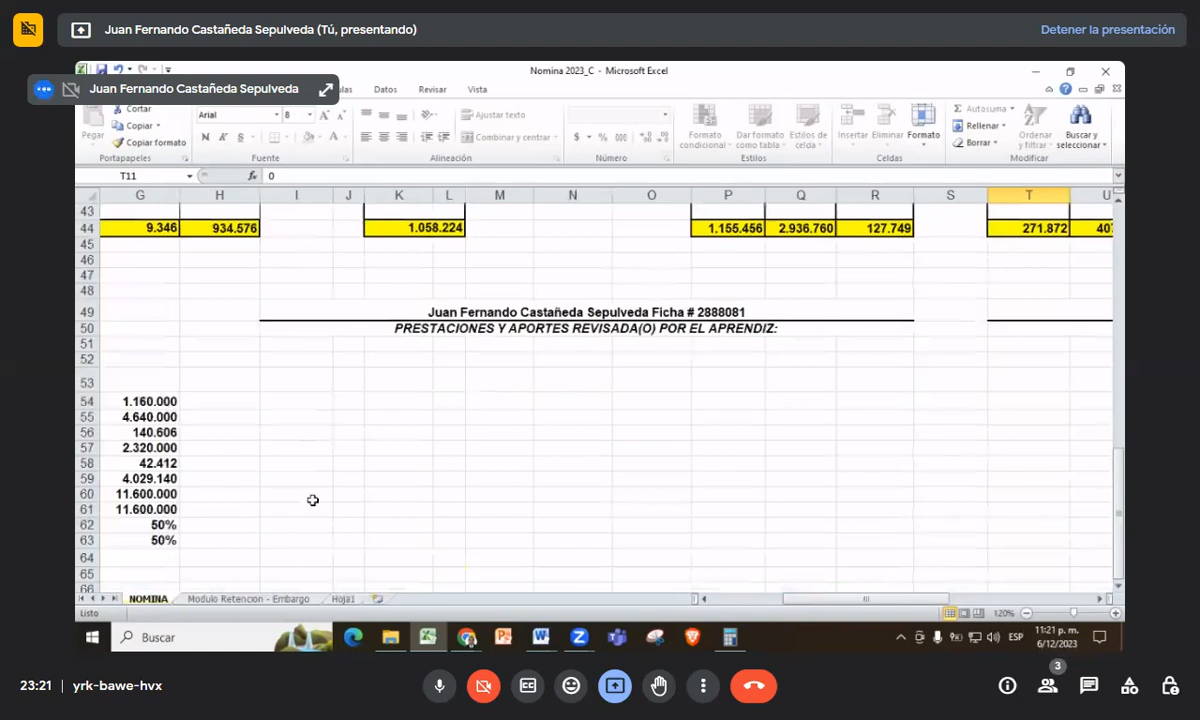 Juan Fernando Castañeda Sepulveda (Tú, presentando)
Detener la presentación
Juan Fernando Castañeda Sepulveda
Nomina 2023_C - Microsoft Excel
Datos Revisar Vista
Cortar
Copiar
Copiar formato
Pegar
Portapapeles
Arial 8
N K S
Fuente
Ajustar texto
Combinar y centrar
Alineación
$ % 000
Número
Formato condicional
Dar formato como tabla
Estilos de celda
Estilos
Insertar Eliminar Formato
Celdas
Autosuma
Rellenar
Borrar
Ordenar y filtrar
Buscar y seleccionar
Modificar
T11 fx 0
G H I J K L M N O P Q R S T U
43
44 9.346 934.576 1.058.224 1.155.456 2.936.760 127.749 271.872 407
45
46
47
48
49 Juan Fernando Castañeda Sepulveda Ficha # 2888081
50 PRESTACIONES Y APORTES REVISADA(O) POR EL APRENDIZ:
51
52
53
54 1.160.000
55 4.640.000
56 140.606
57 2.320.000
58 42.412
59 4.029.140
60 11.600.000
61 11.600.000
62 50%
63 50%
64
65
66
NOMINA Modulo Retencion - Embargo Hoja1
Listo 120%
Buscar
ESP
11:21 p. m.
6/12/2023
23:21 | yrk-bawe-hvx
3